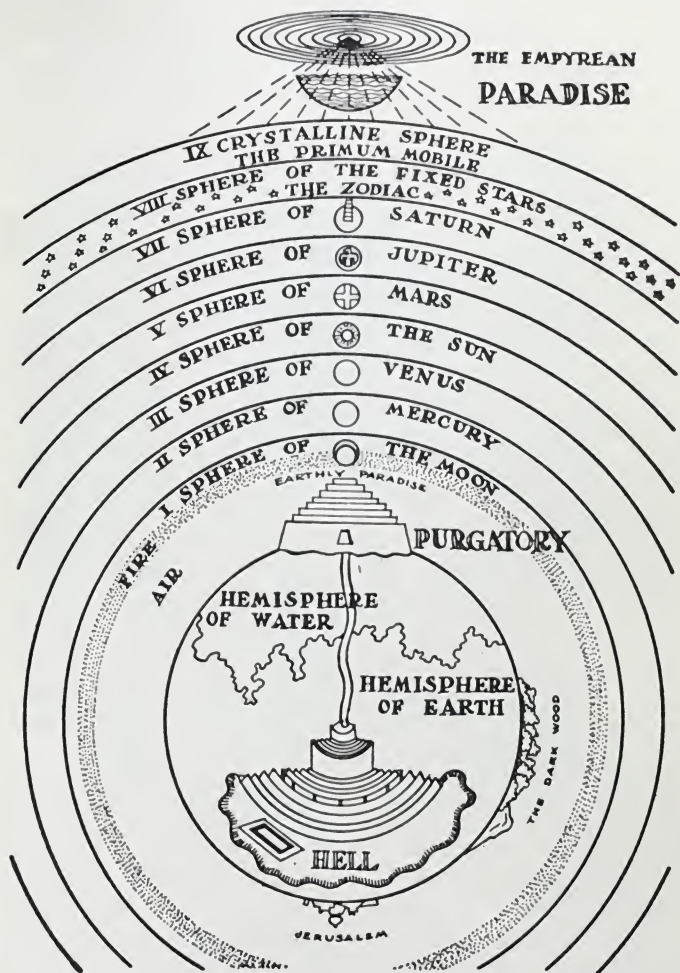 THE EMPYREAN
PARADISE
IX CRYSTALLINE SPHERE
THE PRIMUM MOBILE
VIII SPHERE OF THE FIXED STARS
THE ZODIAC
VII SPHERE OF SATURN
VI SPHERE OF JUPITER
V SPHERE OF MARS
IV SPHERE OF THE SUN
III SPHERE OF VENUS
II SPHERE OF MERCURY
I SPHERE OF THE MOON
EARTHLY PARADISE
PURGATORY
FIRE
AIR
HEMISPHERE
OF WATER
HEMISPHERE
OF EARTH
THE DARK WOOD
HELL
JERUSALEM